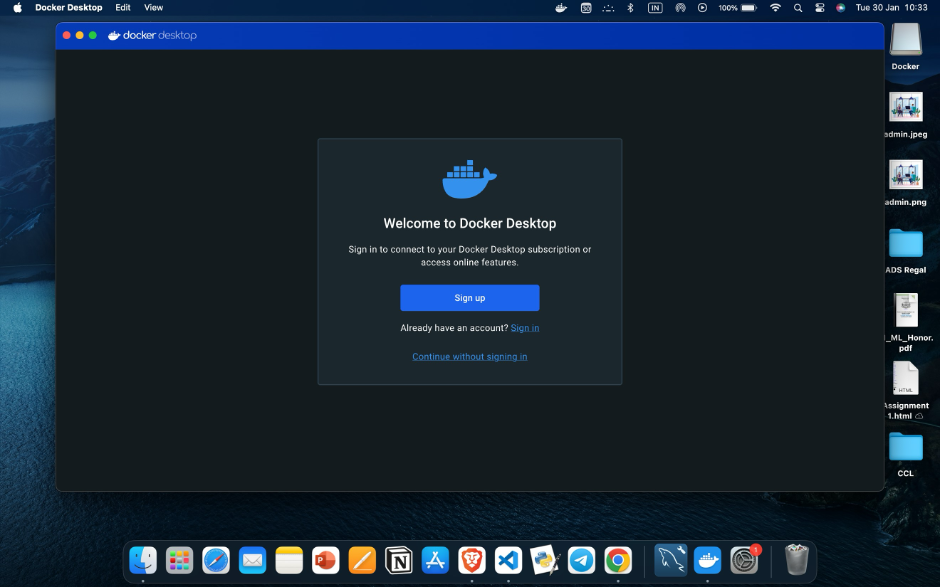 Docker Desktop Edit View
IN
100%
Tue 30 Jan 10:33
docker desktop
Welcome to Docker Desktop
Sign in to connect to your Docker Desktop subscription or
access online features.
Sign up
Already have an account? Sign in
Continue without signing in
Docker
admin.jpeg
admin.png
ADS Regal
_ML_Honor.
pdf
HTML
Assignment
-1.html
CCL
1